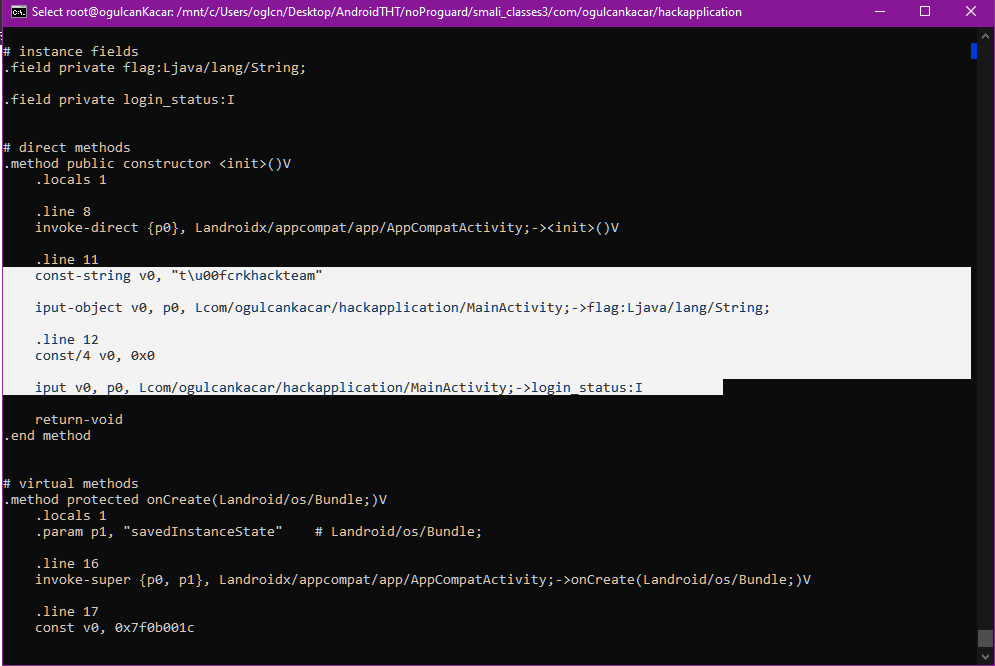 Select root@ogulcanKacar: /mnt/c/Users/oglcn/Desktop/AndroidTHT/noProguard/smali_classes3/com/ogulcankacar/hackapplication
# instance fields
.field private flag:Ljava/lang/String;
.field private login_status:I
# direct methods
.method public constructor <init>()V
.locals 1
.line 8
invoke-direct {p0}, Landroidx/appcompat/app/AppCompatActivity;-><init>()V
.line 11
const-string v0, "t\u00fcrkhackteam"
iput-object v0, p0, Lcom/ogulcankacar/hackapplication/MainActivity;->flag:Ljava/lang/String;
.line 12
const/4 v0, 0x0
iput v0, p0, Lcom/ogulcankacar/hackapplication/MainActivity;->login_status:I
return-void
.end method
# virtual methods
.method protected onCreate(Landroid/os/Bundle;)V
.locals 1
.param p1, "savedInstanceState"    # Landroid/os/Bundle;
.line 16
invoke-super {p0, p1}, Landroidx/appcompat/app/AppCompatActivity;->onCreate(Landroid/os/Bundle;)V
.line 17
const v0, 0x7f0b001c